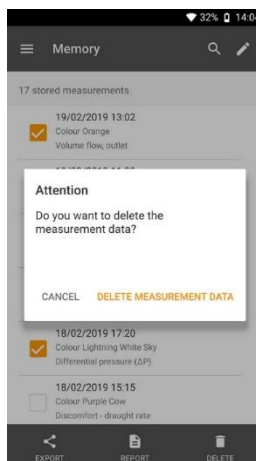 32% 14:04
Memory
17 stored measurements
19/02/2019 13:02
Colour Orange
Volume flow, outlet
Attention
Do you want to delete the
measurement data?
CANCEL DELETE MEASUREMENT DATA
18/02/2019 17:20
Colour Lightning White Sky
Differential pressure (ΔP)
18/02/2019 15:15
Colour Purple Cow
Discomfort - draught rate
EXPORT REPORT DELETE